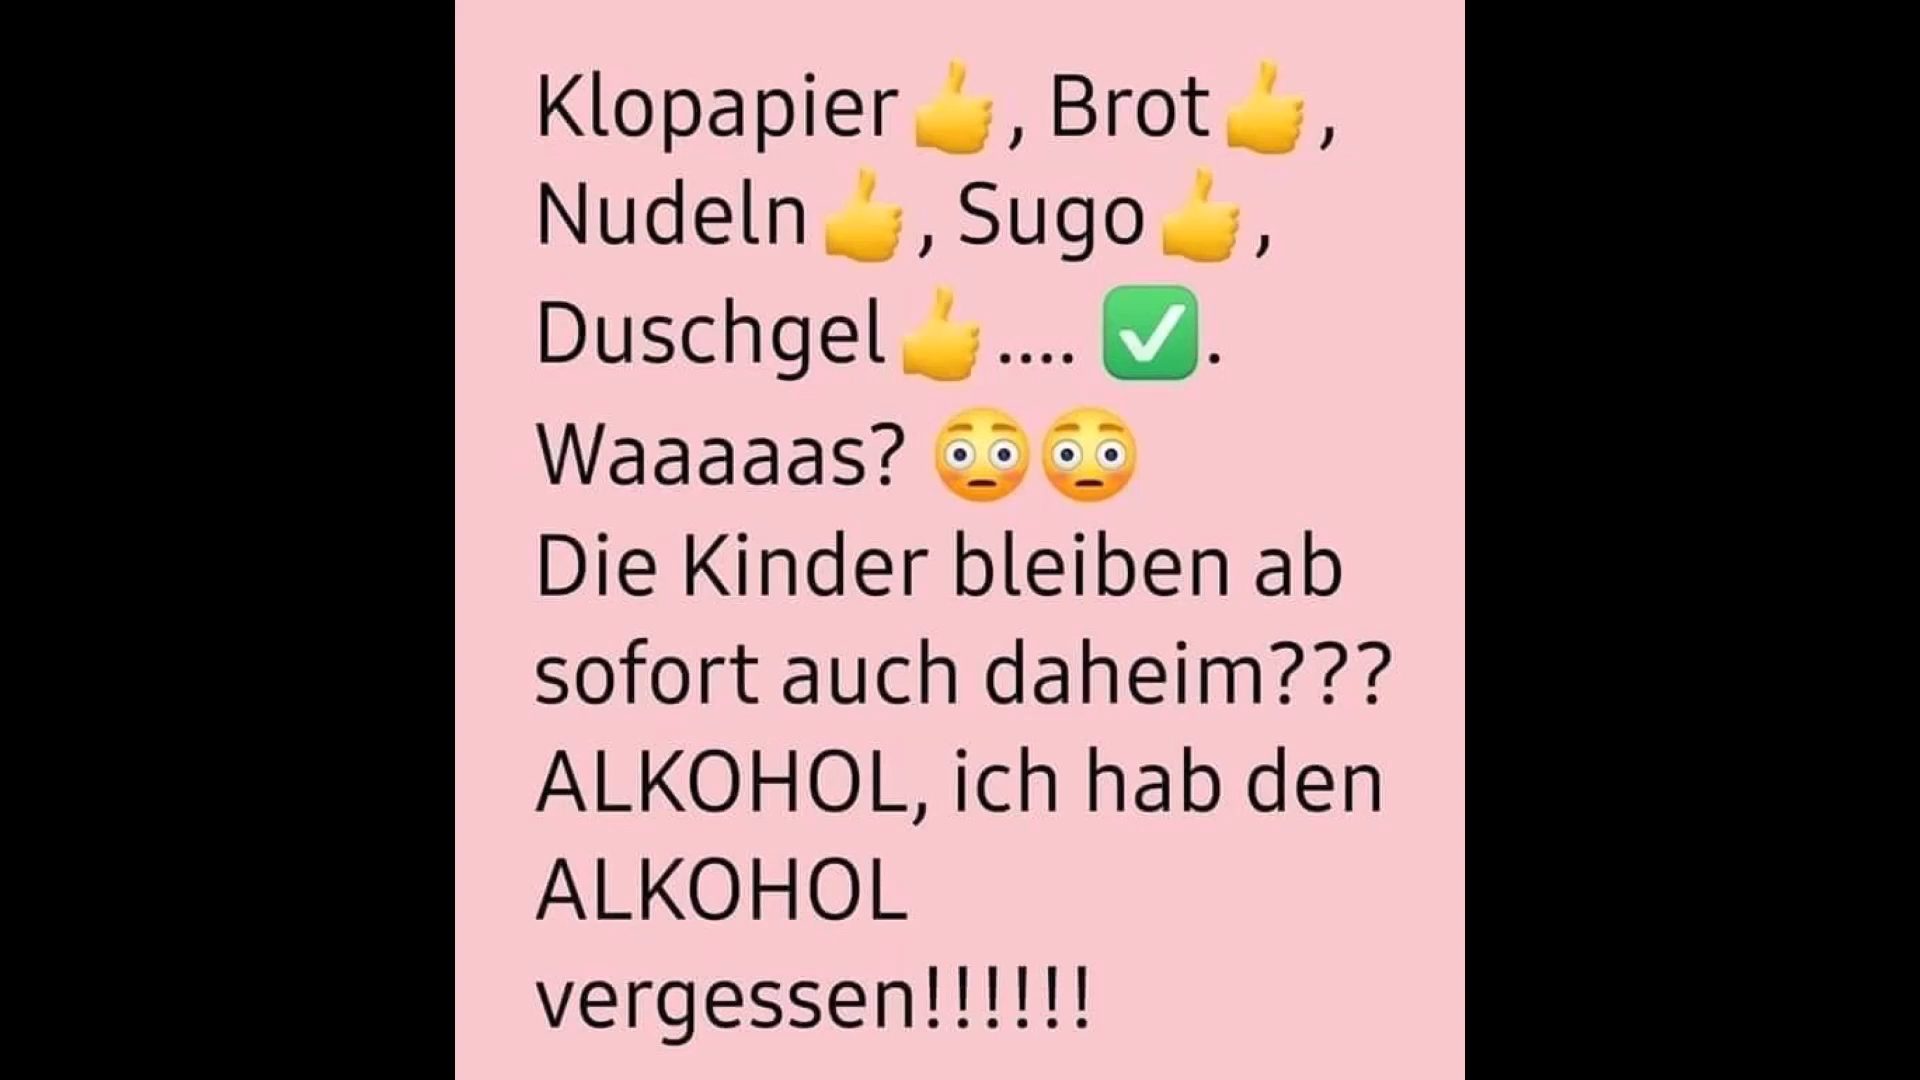 Klopapier👍, Brot👍,
Nudeln👍, Sugo👍,
Duschgel👍.... ✅.
Waaaaas? 😳😳
Die Kinder bleiben ab
sofort auch daheim???
ALKOHOL, ich hab den
ALKOHOL
vergessen!!!!!!